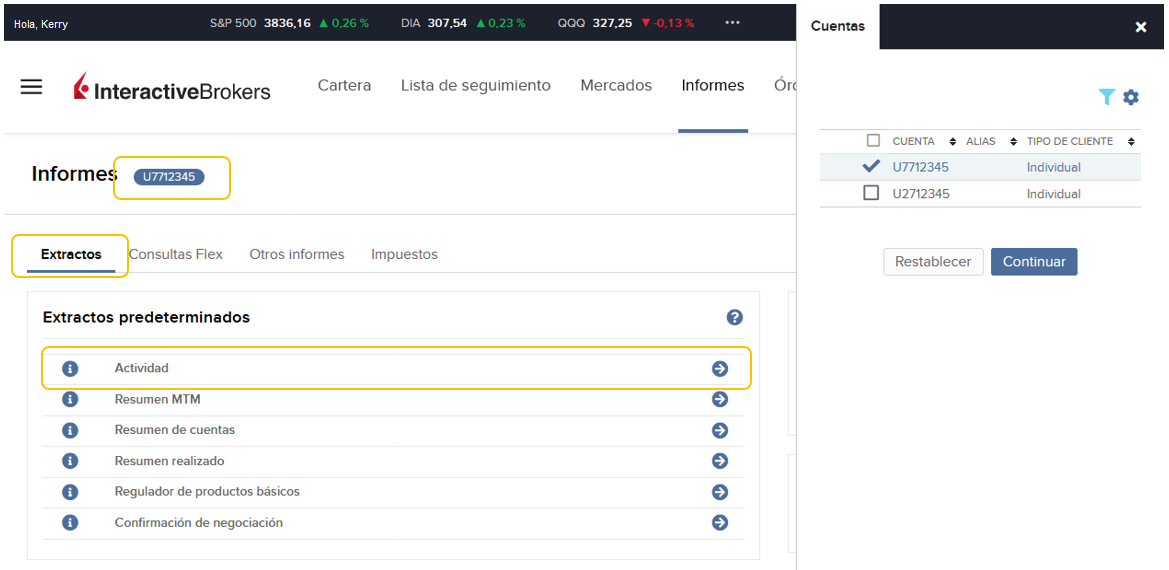 Hola, Kerry
S&P 500 3836,16 ▲ 0,26 % DIA 307,54 ▲ 0,23 % QQQ 327,25 ▼ -0,13 % •••
Cuentas
InteractiveBrokers
Cartera Lista de seguimiento Mercados Informes Órd
Informes U7712345
Extractos Consultas Flex Otros informes Impuestos
Extractos predeterminados
Actividad
Resumen MTM
Resumen de cuentas
Resumen realizado
Regulador de productos básicos
Confirmación de negociación
CUENTA ALIAS TIPO DE CLIENTE
U7712345 Individual
U2712345 Individual
Restablecer Continuar